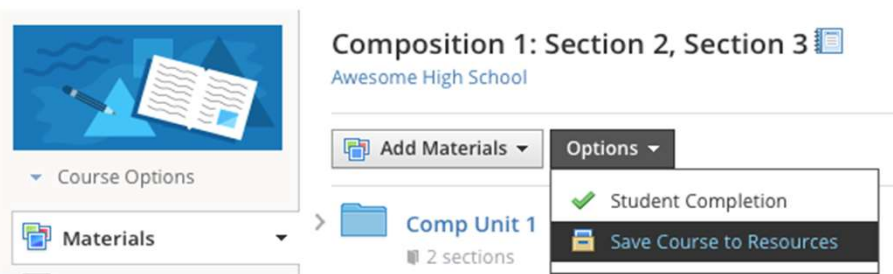 Composition 1: Section 2, Section 3
Awesome High School
Course Options
Materials
Add Materials
Options
Student Completion
Save Course to Resources
Comp Unit 1
2 sections